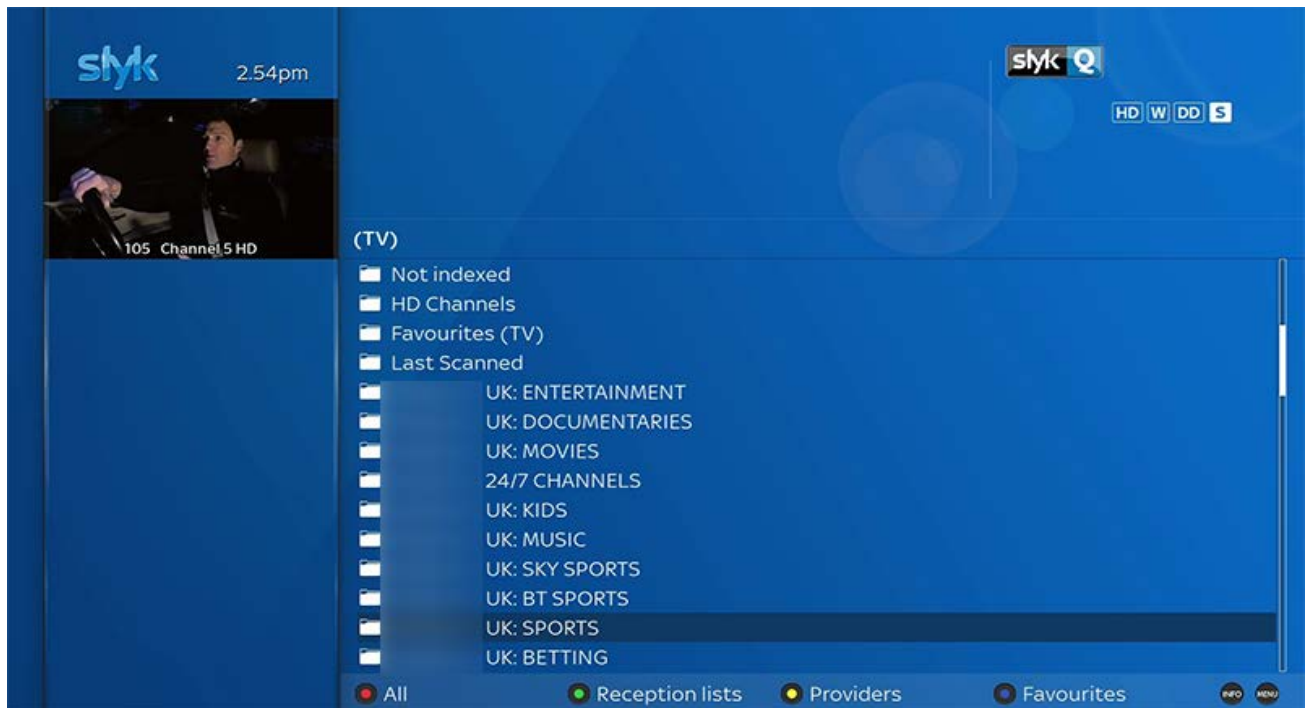 slyk
2.54pm
slyk Q
HD W DD S
105 Channel 5 HD
(TV)
Not indexed
HD Channels
Favourites (TV)
Last Scanned
UK: ENTERTAINMENT
UK: DOCUMENTARIES
UK: MOVIES
24/7 CHANNELS
UK: KIDS
UK: MUSIC
UK: SKY SPORTS
UK: BT SPORTS
UK: SPORTS
UK: BETTING
All Reception lists Providers Favourites INFO MENU